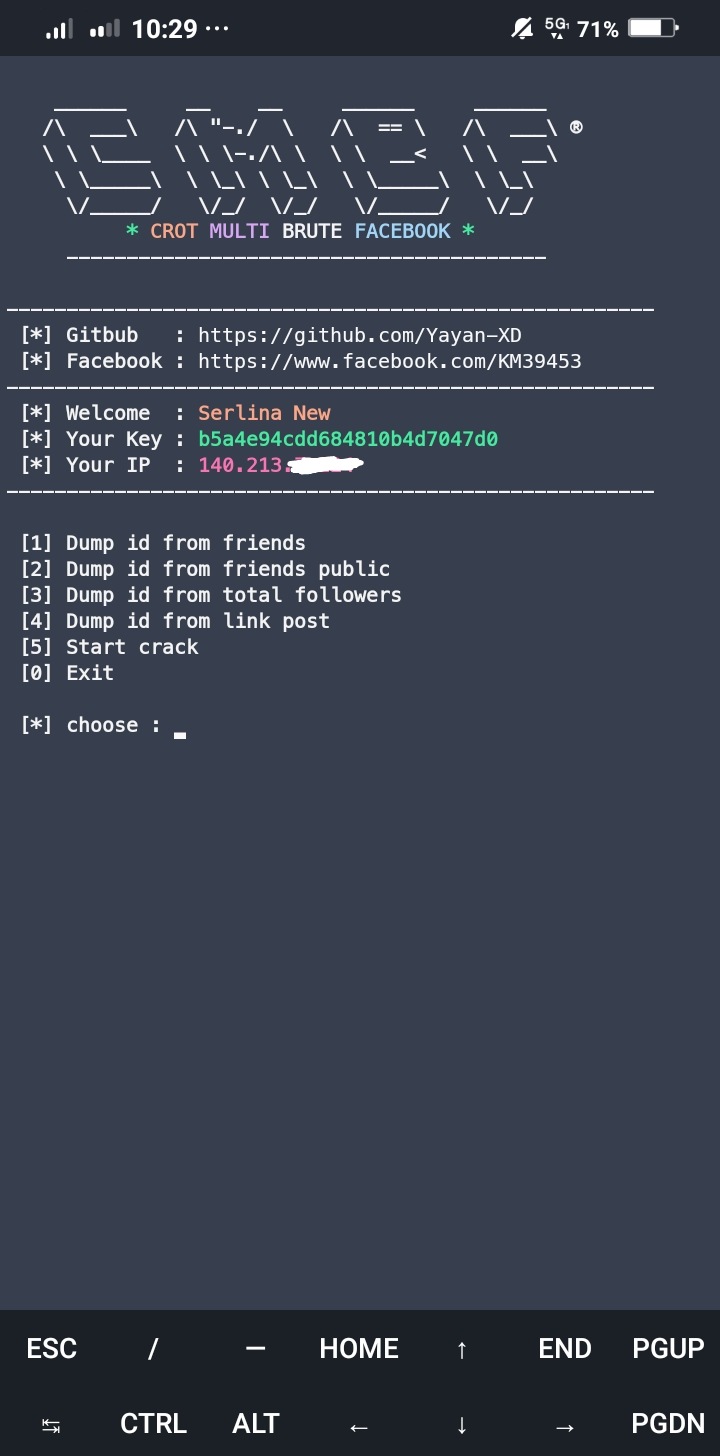 10:29 ... 5G 71%
®
* CROT MULTI BRUTE FACEBOOK *
[*] Gitbub : https://github.com/Yayan-XD
[*] Facebook : https://www.facebook.com/KM39453
[*] Welcome : Serlina New
[*] Your Key : b5a4e94cdd684810b4d7047d0
[*] Your IP : 140.213.
[1] Dump id from friends
[2] Dump id from friends public
[3] Dump id from total followers
[4] Dump id from link post
[5] Start crack
[0] Exit
[*] choose : _
ESC / — HOME ↑ END PGUP
↹ CTRL ALT ← ↓ → PGDN